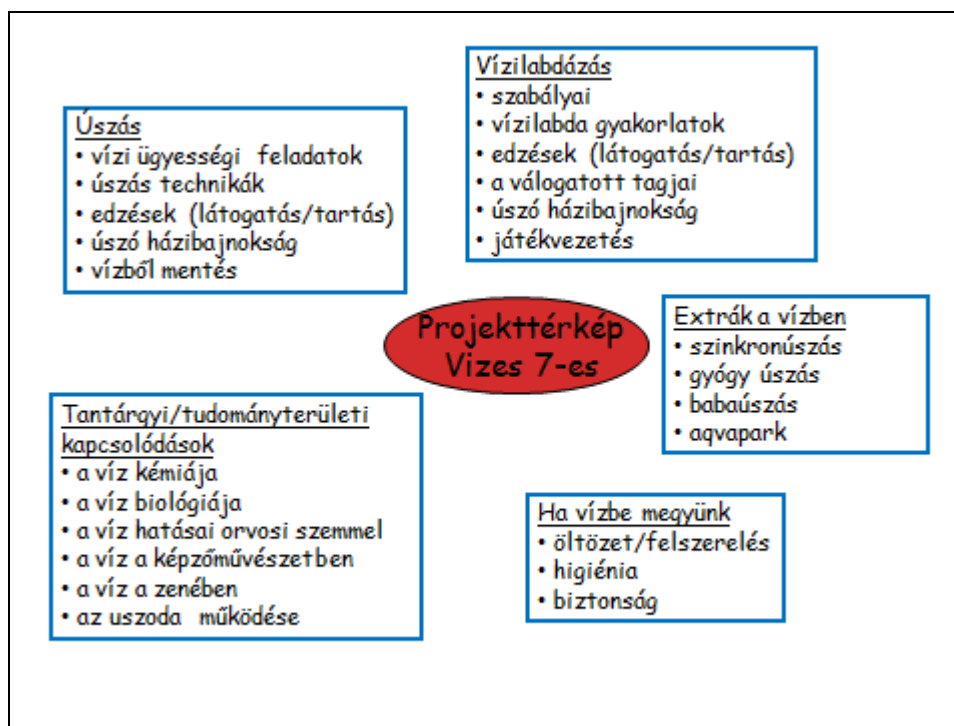 Úszás
• vízi ügyességi feladatok
• úszás technikák
• edzések (látogatás/tartás)
• úszó házibajnokság
• vízből mentés
Vízilabdázás
• szabályai
• vízilabda gyakorlatok
• edzések (látogatás/tartás)
• a válogatott tagjai
• úszó házibajnokság
• játékvezetés
Projekttérkép
Vizes 7-es
Extrák a vízben
• szinkronúszás
• gyógy úszás
• babaúszás
• aqvapark
Tantárgyi/tudományterületi
kapcsolódások
• a víz kémiája
• a víz biológiája
• a víz hatásai orvosi szemmel
• a víz a képzőművészetben
• a víz a zenében
• az uszoda működése
Ha vízbe megyünk
• öltözet/felszerelés
• higiénia
• biztonság